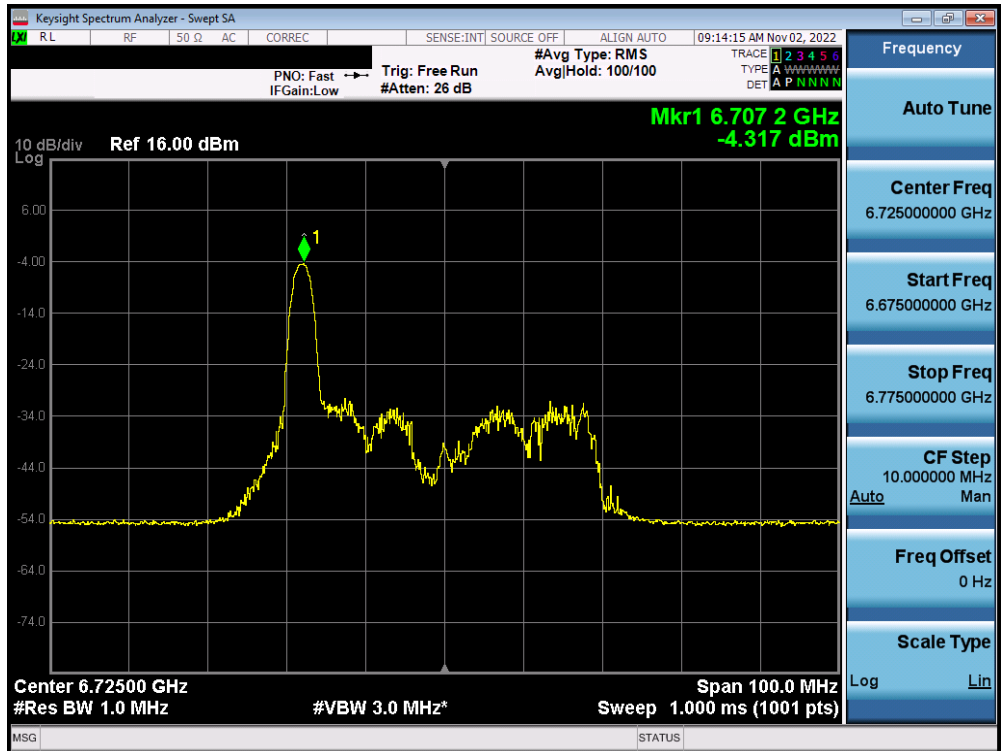 Keysight Spectrum Analyzer - Swept SA
LXI RL RF 50 Ω AC CORREC SENSE:INT SOURCE OFF ALIGN AUTO 09:14:15 AM Nov 02, 2022
PNO: Fast
IFGain:Low
Trig: Free Run
#Atten: 26 dB
#Avg Type: RMS
Avg|Hold: 100/100
TRACE 1 2 3 4 5 6
TYPE A WWWWW
DET A P N N N N
Mkr1 6.707 2 GHz
-4.317 dBm
10 dB/div Ref 16.00 dBm
Log
1
6.00
-4.00
-14.0
-24.0
-34.0
-44.0
-54.0
-64.0
-74.0
Center 6.72500 GHz Span 100.0 MHz
#Res BW 1.0 MHz #VBW 3.0 MHz* Sweep 1.000 ms (1001 pts)
MSG STATUS
Frequency
Auto Tune
Center Freq
6.725000000 GHz
Start Freq
6.675000000 GHz
Stop Freq
6.775000000 GHz
CF Step
10.000000 MHz
Auto Man
Freq Offset
0 Hz
Scale Type
Log Lin